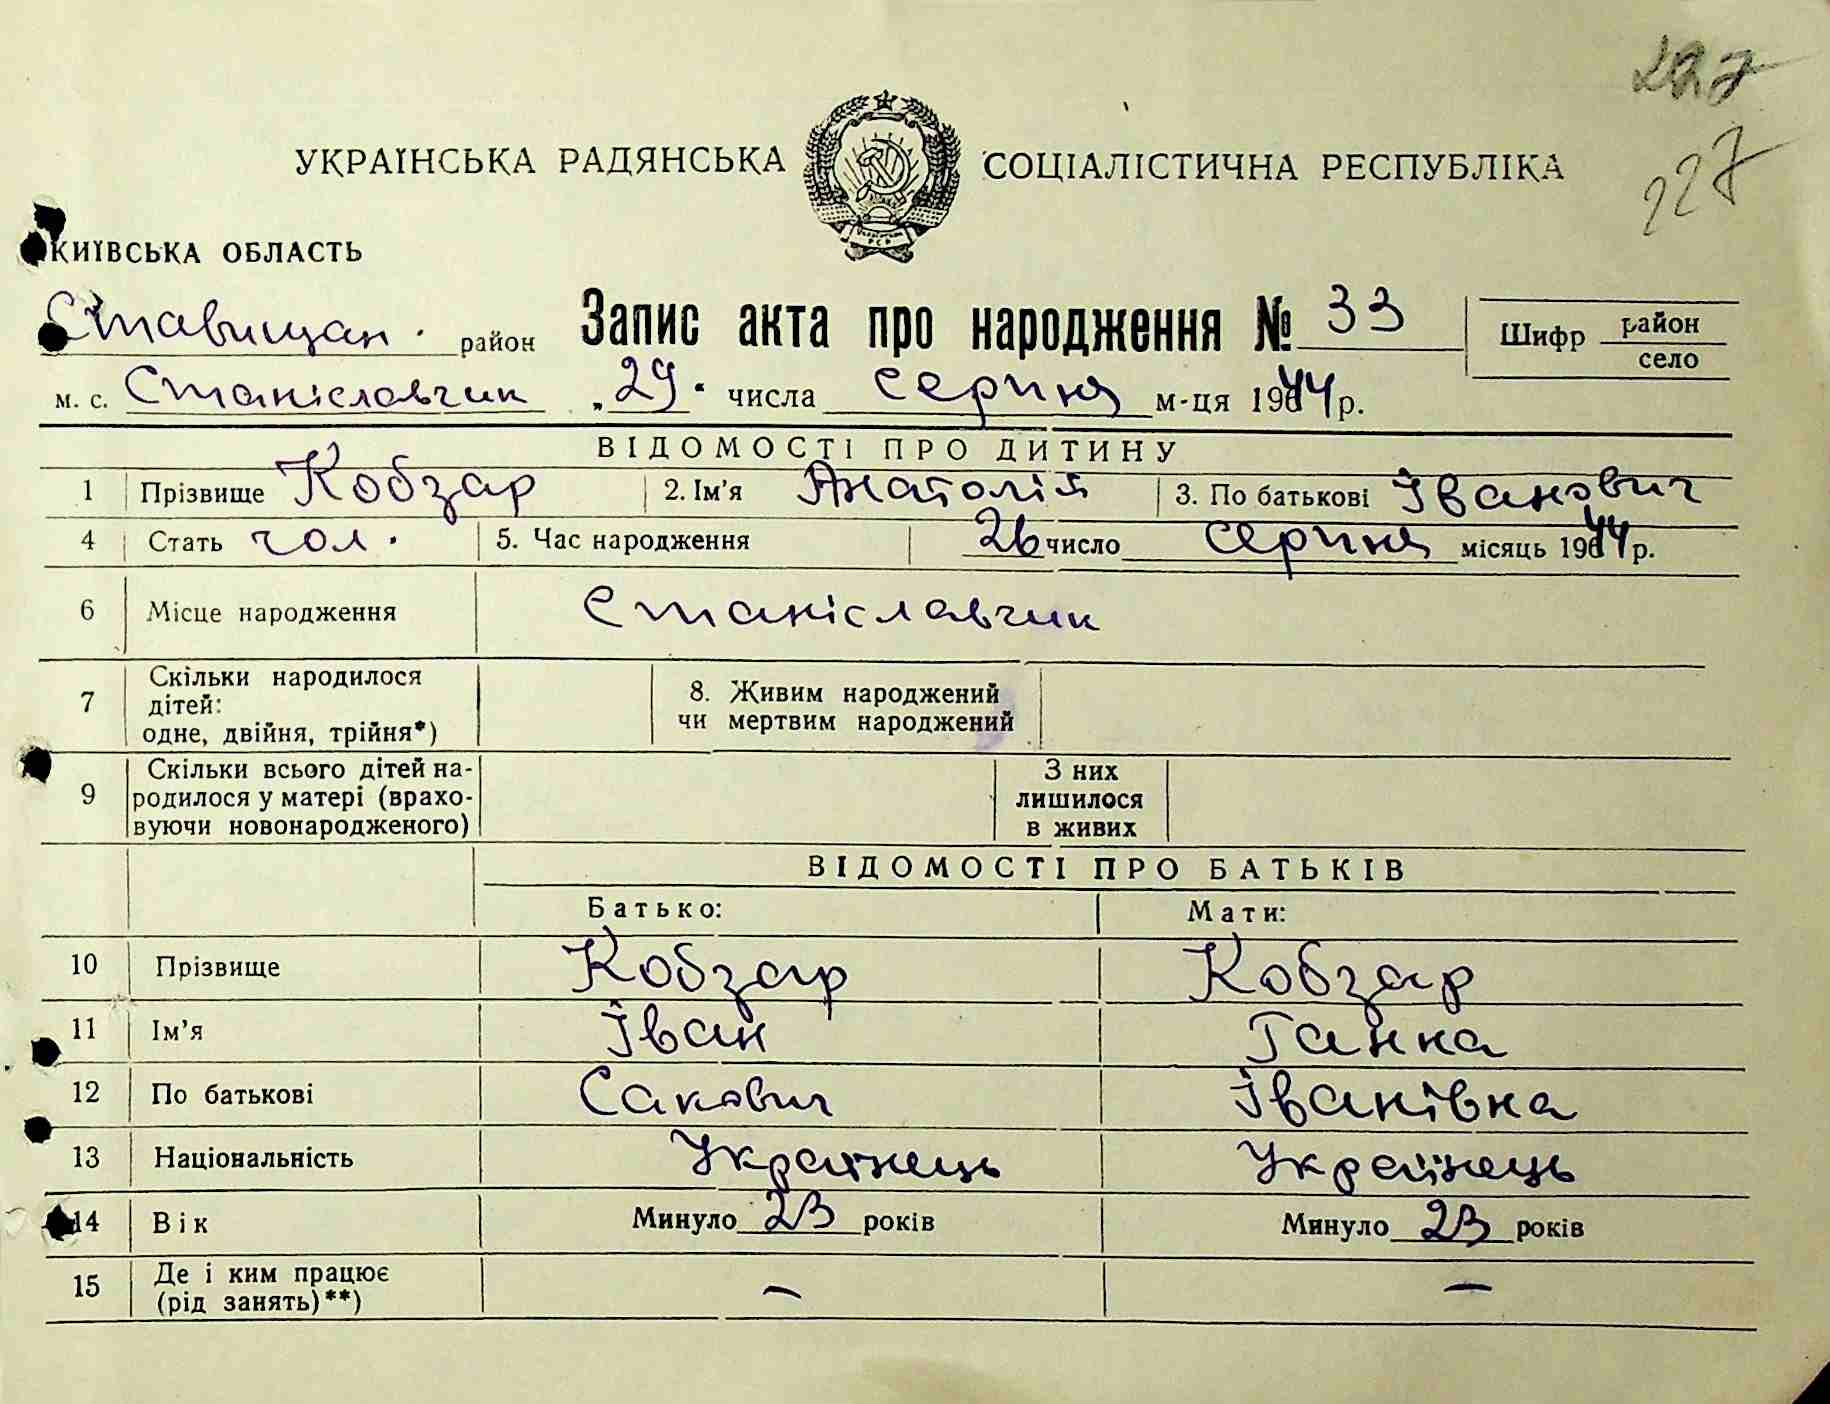 227
227
УКРАЇНСЬКА РАДЯНСЬКА СОЦІАЛІСТИЧНА РЕСПУБЛІКА
КИЇВСЬКА ОБЛАСТЬ
Ставищан. район Запис акта про народження № 33 Шифр район село
м. с. Станіславчик „29" числа серпня м-ця 1944 р.
ВІДОМОСТІ ПРО ДИТИНУ
1 Прізвище Кобзар 2. Ім'я Анатолій 3. По батькові Іванович
4 Стать чол. 5. Час народження 26 число серпня місяць 1944 р.
6 Місце народження Станіславчик
7 Скільки народилося дітей: одне, двійня, трійня*) 8. Живим народжений чи мертвим народжений
9 Скільки всього дітей народилося у матері (враховуючи новонародженого) З них лишилося в живих
ВІДОМОСТІ ПРО БАТЬКІВ
Батько: Мати:
10 Прізвище Кобзар Кобзар
11 Ім'я Іван Ганна
12 По батькові Сакович Іванівна
13 Національність Українець Українець
14 Вік Минуло 23 років Минуло 23 років
15 Де і ким працює (рід занять)**) — —